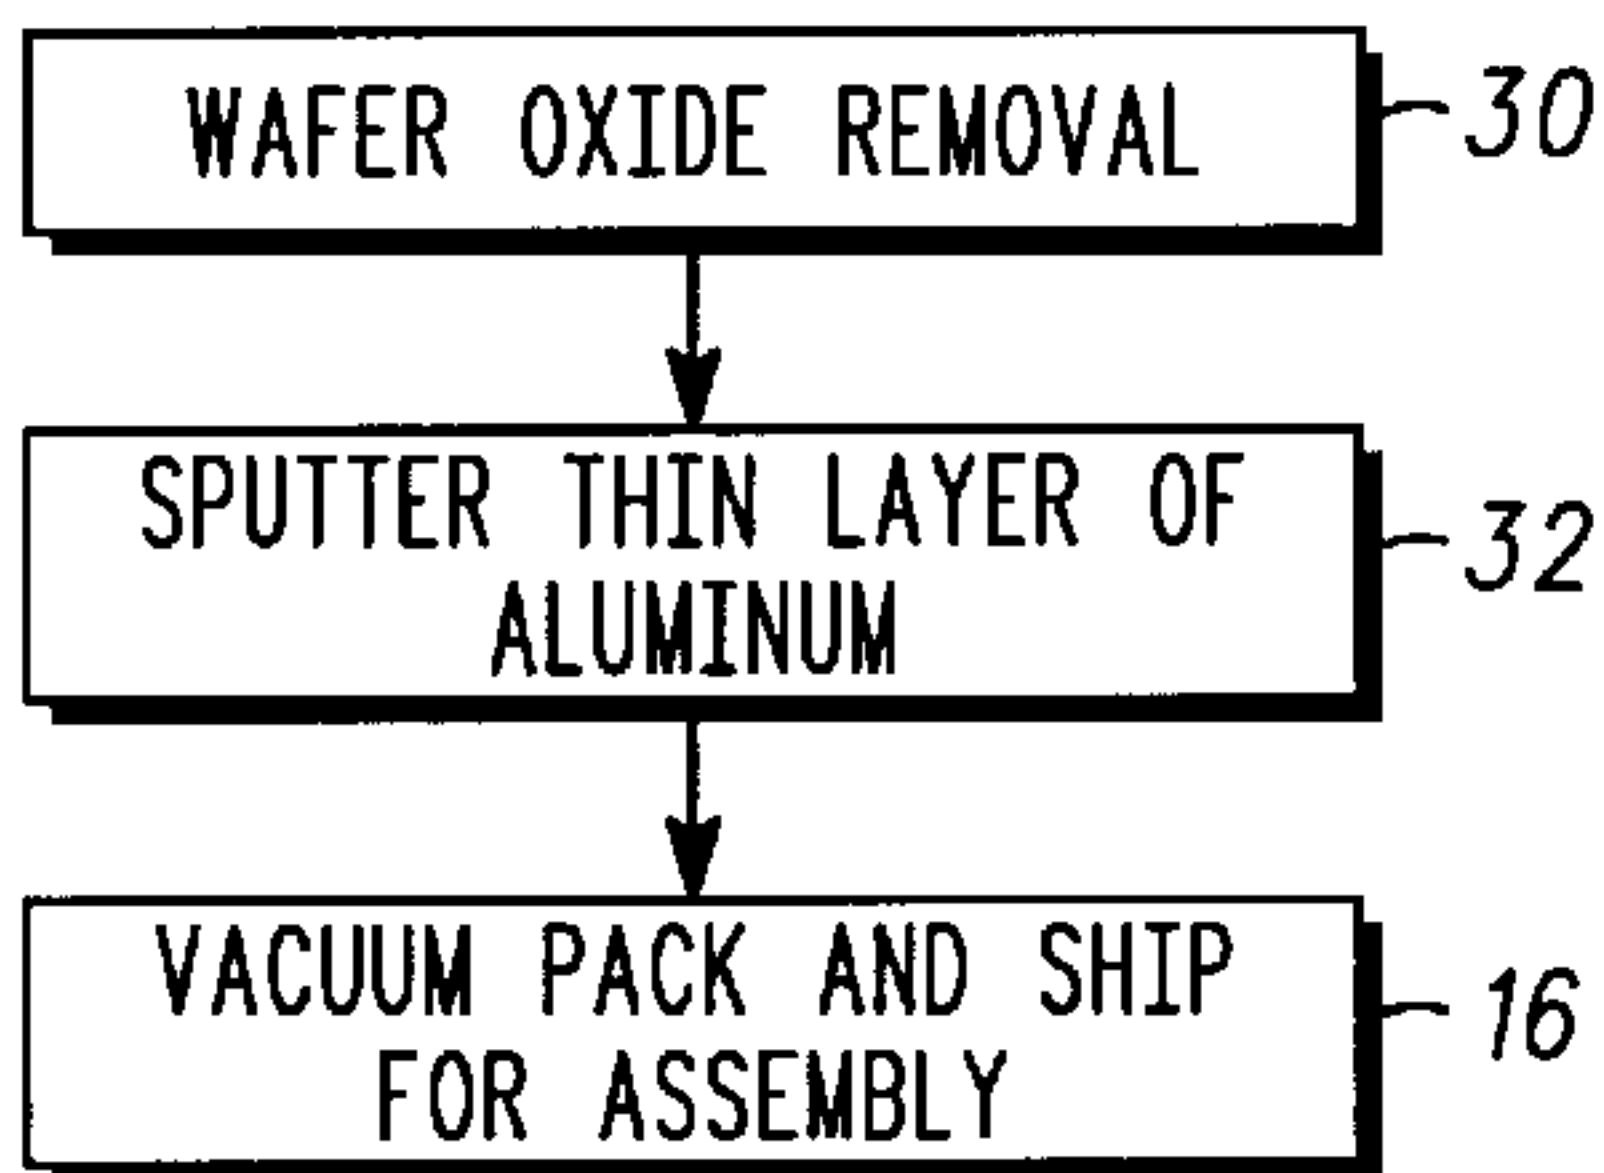 WAFER OXIDE REMOVAL
30
SPUTTER THIN LAYER OF
ALUMINUM
32
VACUUM PACK AND SHIP
FOR ASSEMBLY
16